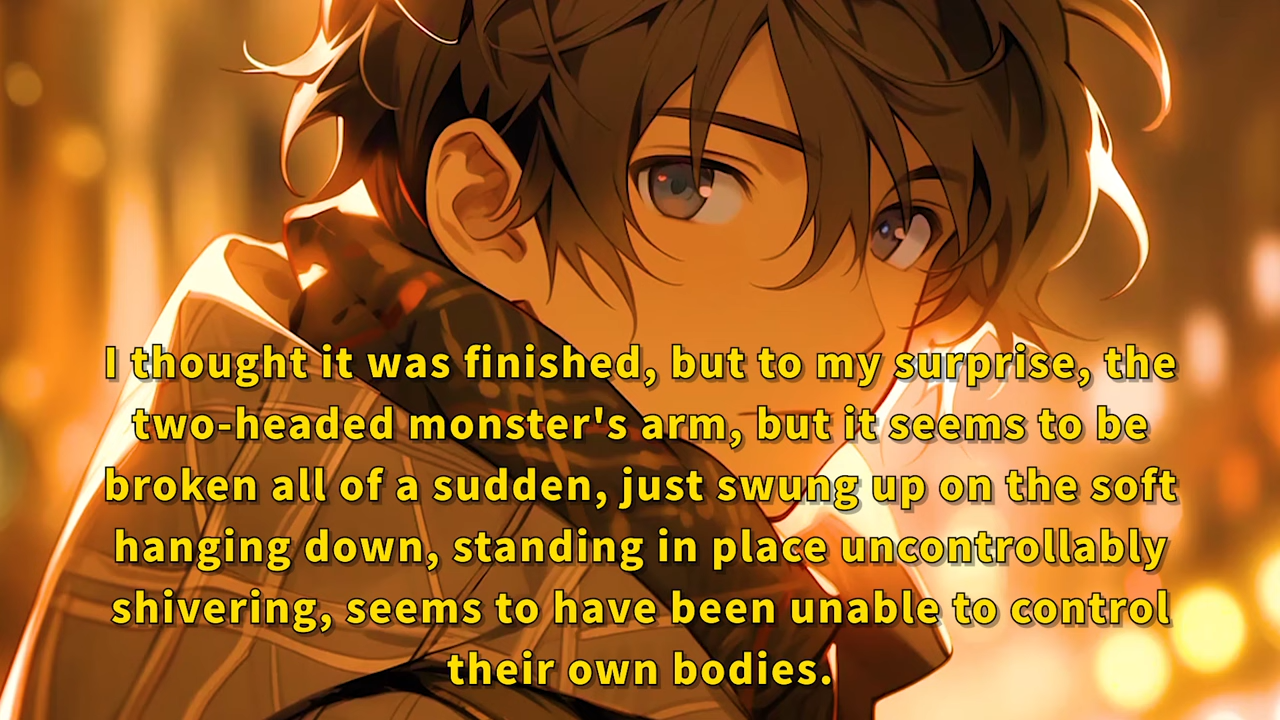 I thought it was finished, but to my surprise, the
two-headed monster's arm, but it seems to be
broken all of a sudden, just swung up on the soft
hanging down, standing in place uncontrollably
shivering, seems to have been unable to control
their own bodies.